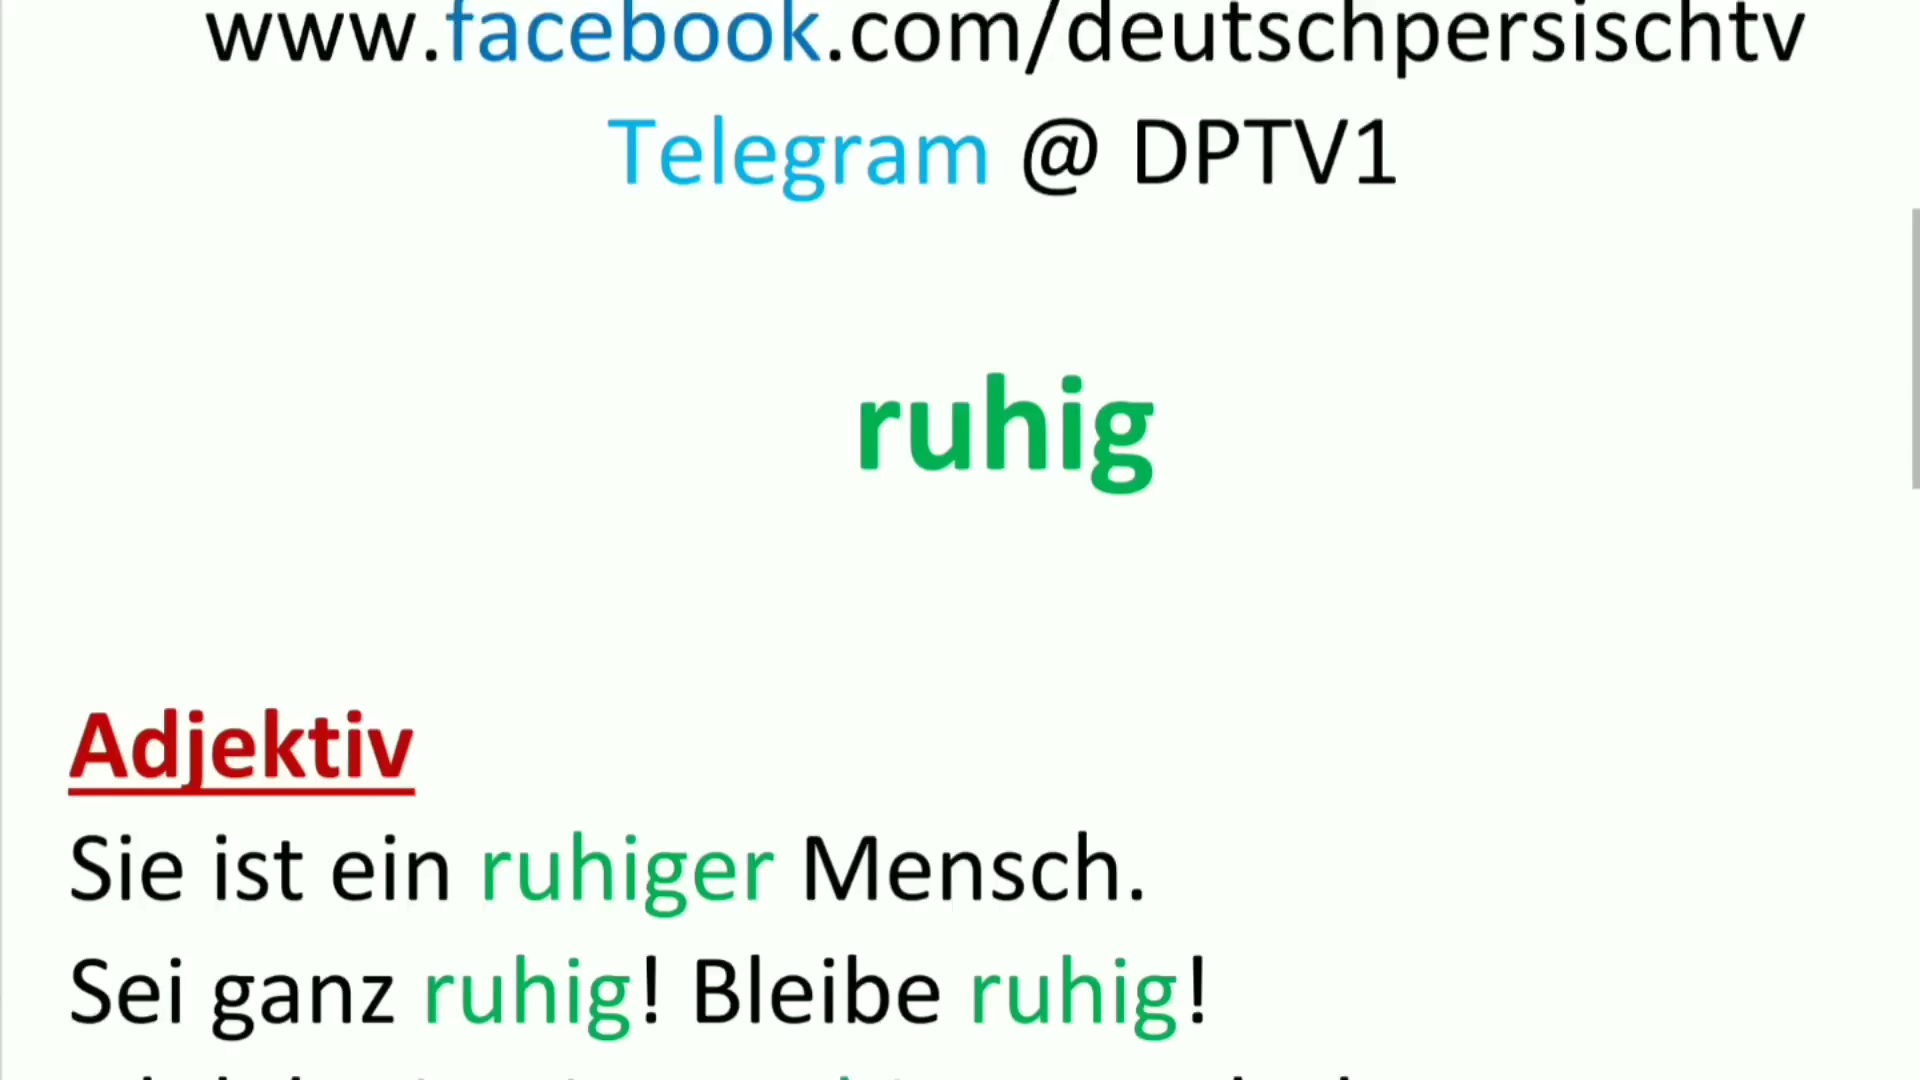 www.facebook.com/deutschpersischtv
Telegram @ DPTV1
ruhig
Adjektiv
Sie ist ein ruhiger Mensch.
Sei ganz ruhig! Bleibe ruhig!